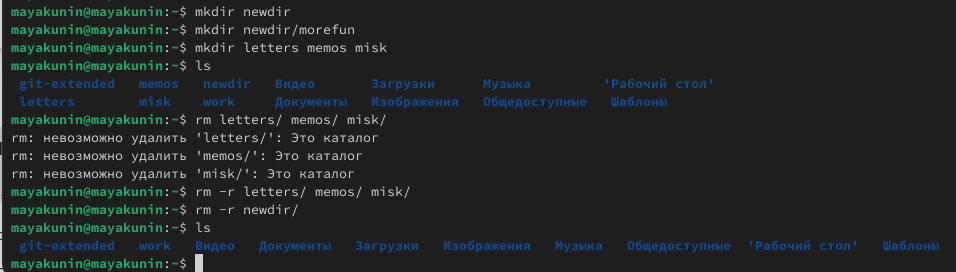 mayakunin@mayakunin:~$ mkdir newdir
mayakunin@mayakunin:~$ mkdir newdir/morefun
mayakunin@mayakunin:~$ mkdir letters memos misk
mayakunin@mayakunin:~$ ls
git-extended memos newdir Видео Загрузки Музыка 'Рабочий стол'
letters misk work Документы Изображения Общедоступные Шаблоны
mayakunin@mayakunin:~$ rm letters/ memos/ misk/
rm: невозможно удалить 'letters/': Это каталог
rm: невозможно удалить 'memos/': Это каталог
rm: невозможно удалить 'misk/': Это каталог
mayakunin@mayakunin:~$ rm -r letters/ memos/ misk/
mayakunin@mayakunin:~$ rm -r newdir/
mayakunin@mayakunin:~$ ls
git-extended work Видео Документы Загрузки Изображения Музыка Общедоступные 'Рабочий стол' Шаблоны
mayakunin@mayakunin:~$